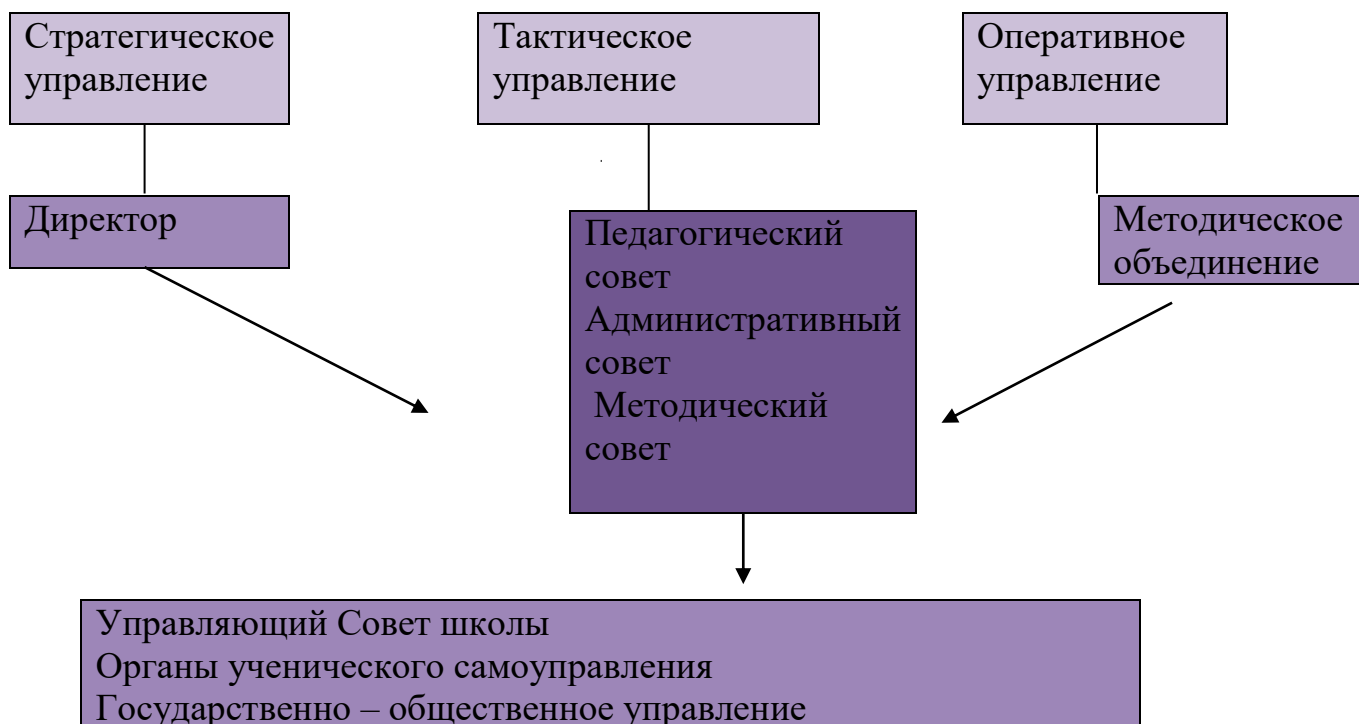 Стратегическое
управление
Тактическое
управление
Оперативное
управление
Директор
Педагогический
совет
Административный
совет
Методический
совет
Методическое
объединение
Управляющий Совет школы
Органы ученического самоуправления
Государственно – общественное управление